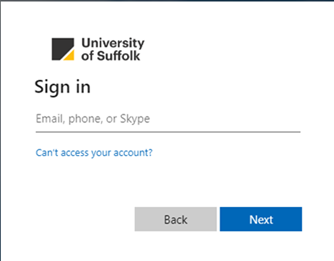 University
of Suffolk
Sign in
Email, phone, or Skype
Can't access your account?
Back
Next